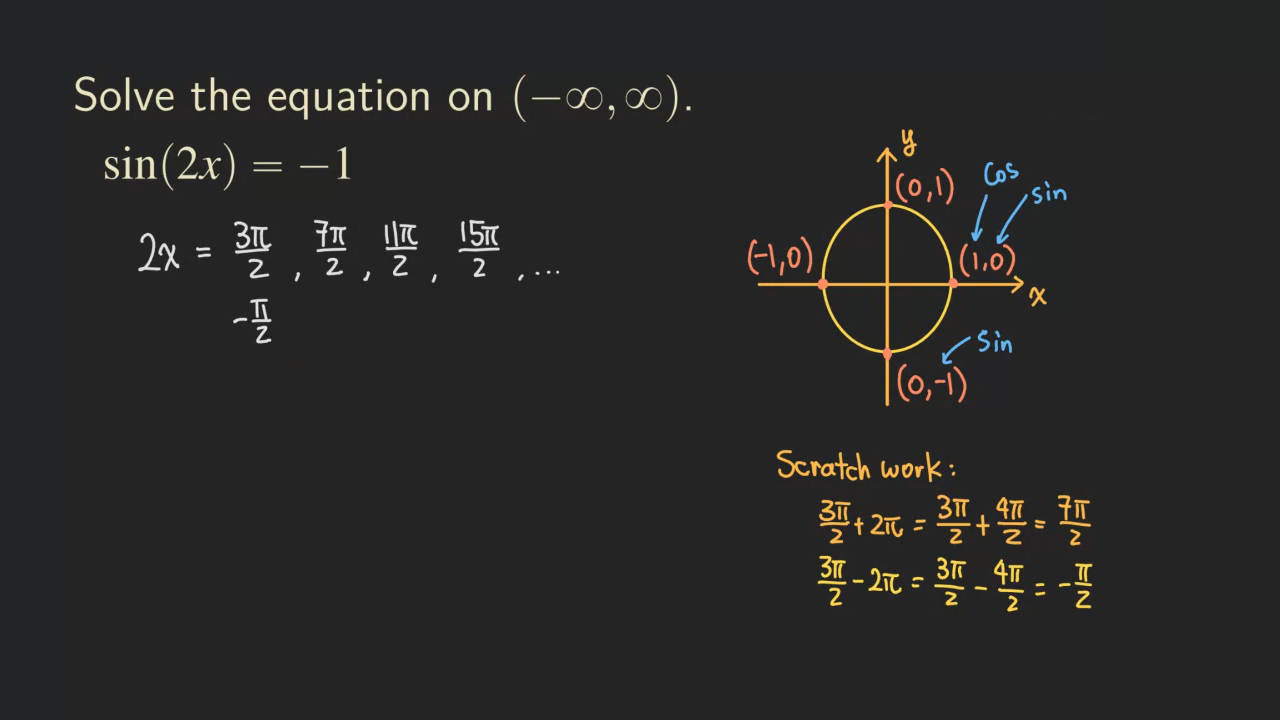 Solve the equation on (−∞, ∞).
sin(2x) = −1
2x = 3π/2, 7π/2, 11π/2, 15π/2, ...
-π/2
y
(0,1)
cos
sin
(-1,0)
(1,0)
x
sin
(0,-1)
Scratch work:
3π/2 + 2π = 3π/2 + 4π/2 = 7π/2
3π/2 - 2π = 3π/2 - 4π/2 = -π/2